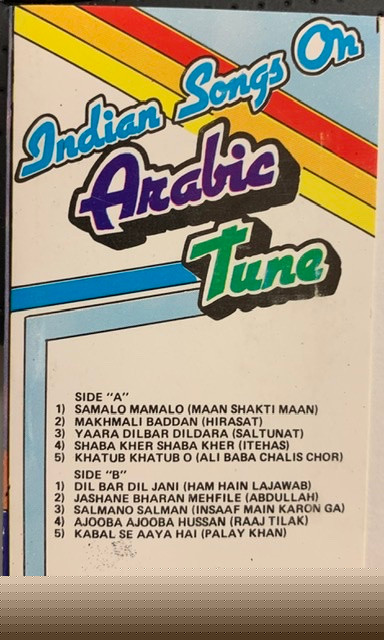 Indian Songs On
Arabic
Tune
SIDE "A"
1) SAMALO MAMALO (MAAN SHAKTI MAAN)
2) MAKHMALI BADDAN (HIRASAT)
3) YAARA DILBAR DILDARA (SALTUNAT)
4) SHABA KHER SHABA KHER (ITEHAS)
5) KHATUB KHATUB O (ALI BABA CHALIS CHOR)
SIDE "B"
1) DIL BAR DIL JANI (HAM HAIN LAJAWAB)
2) JASHANE BHARAN MEHFILE (ABDULLAH)
3) SALMANO SALMAN (INSAAF MAIN KARON GA)
4) AJOOBA AJOOBA HUSSAN (RAAJ TILAK)
5) KABAL SE AAYA HAI (PALAY KHAN)